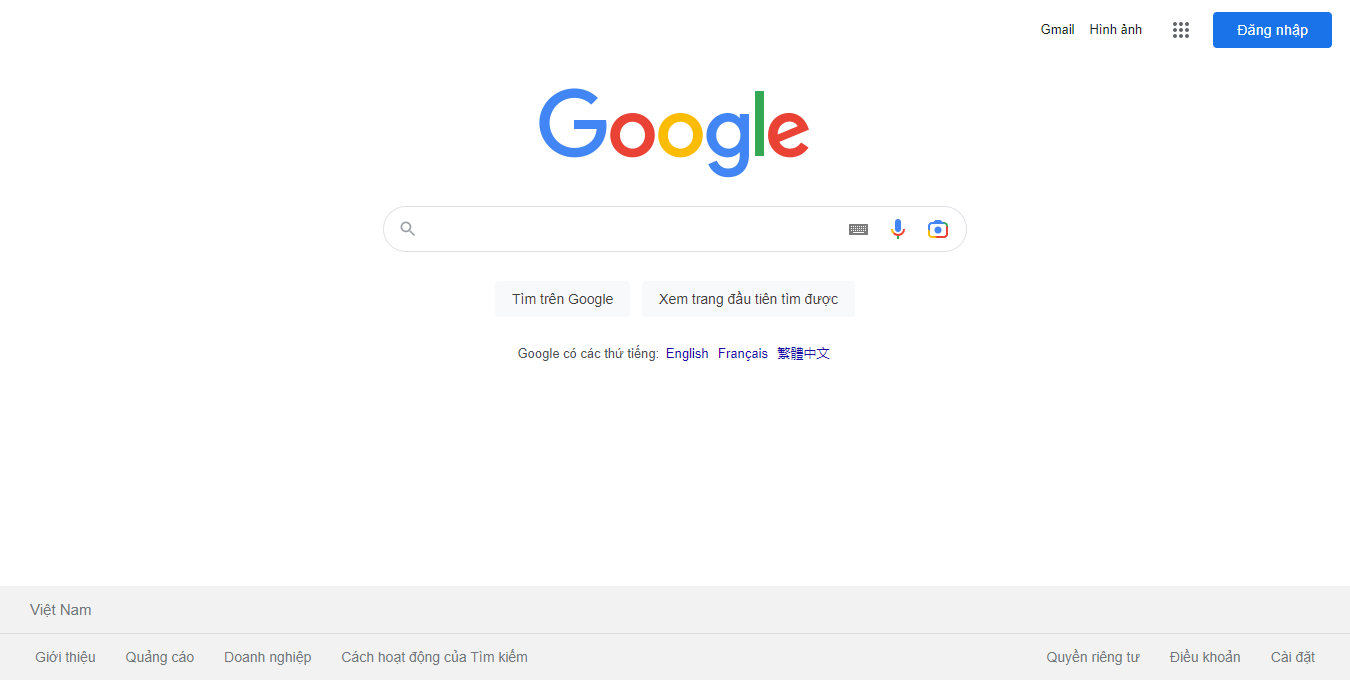 Gmail Hình ảnh Đăng nhập
Google
Tìm trên Google Xem trang đầu tiên tìm được
Google có các thứ tiếng: English Français 繁體中文
Việt Nam
Giới thiệu Quảng cáo Doanh nghiệp Cách hoạt động của Tìm kiếm Quyền riêng tư Điều khoản Cài đặt